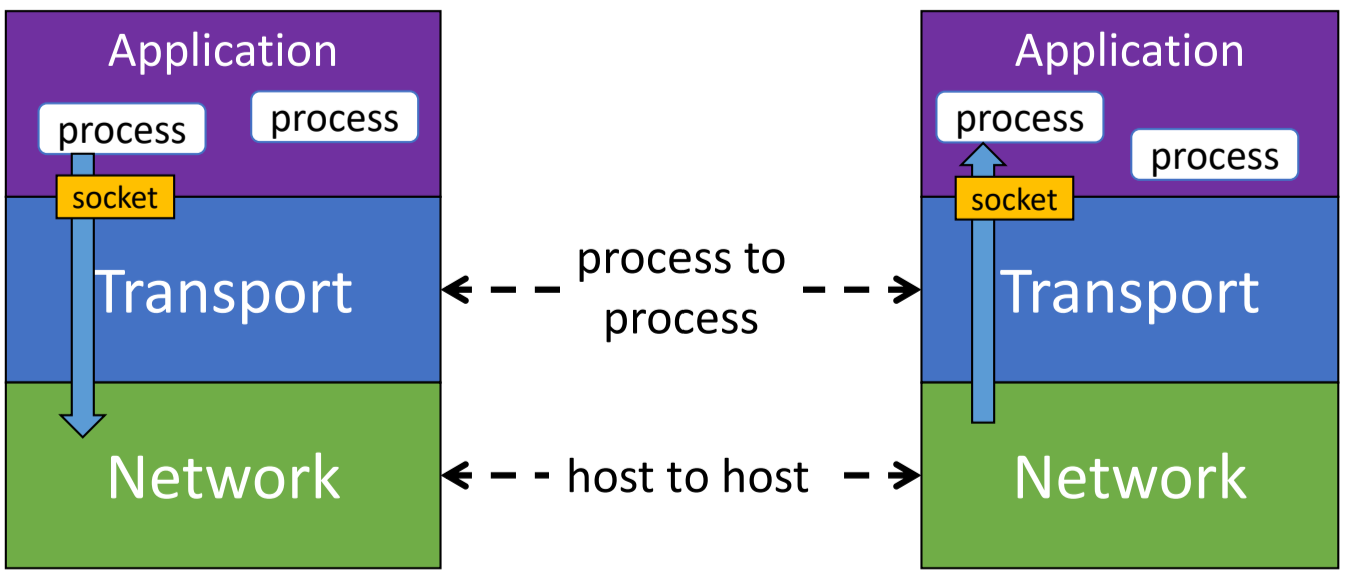 Application
process
process
socket
Transport
Network
process to
process
host to host
Application
process
process
socket
Transport
Network